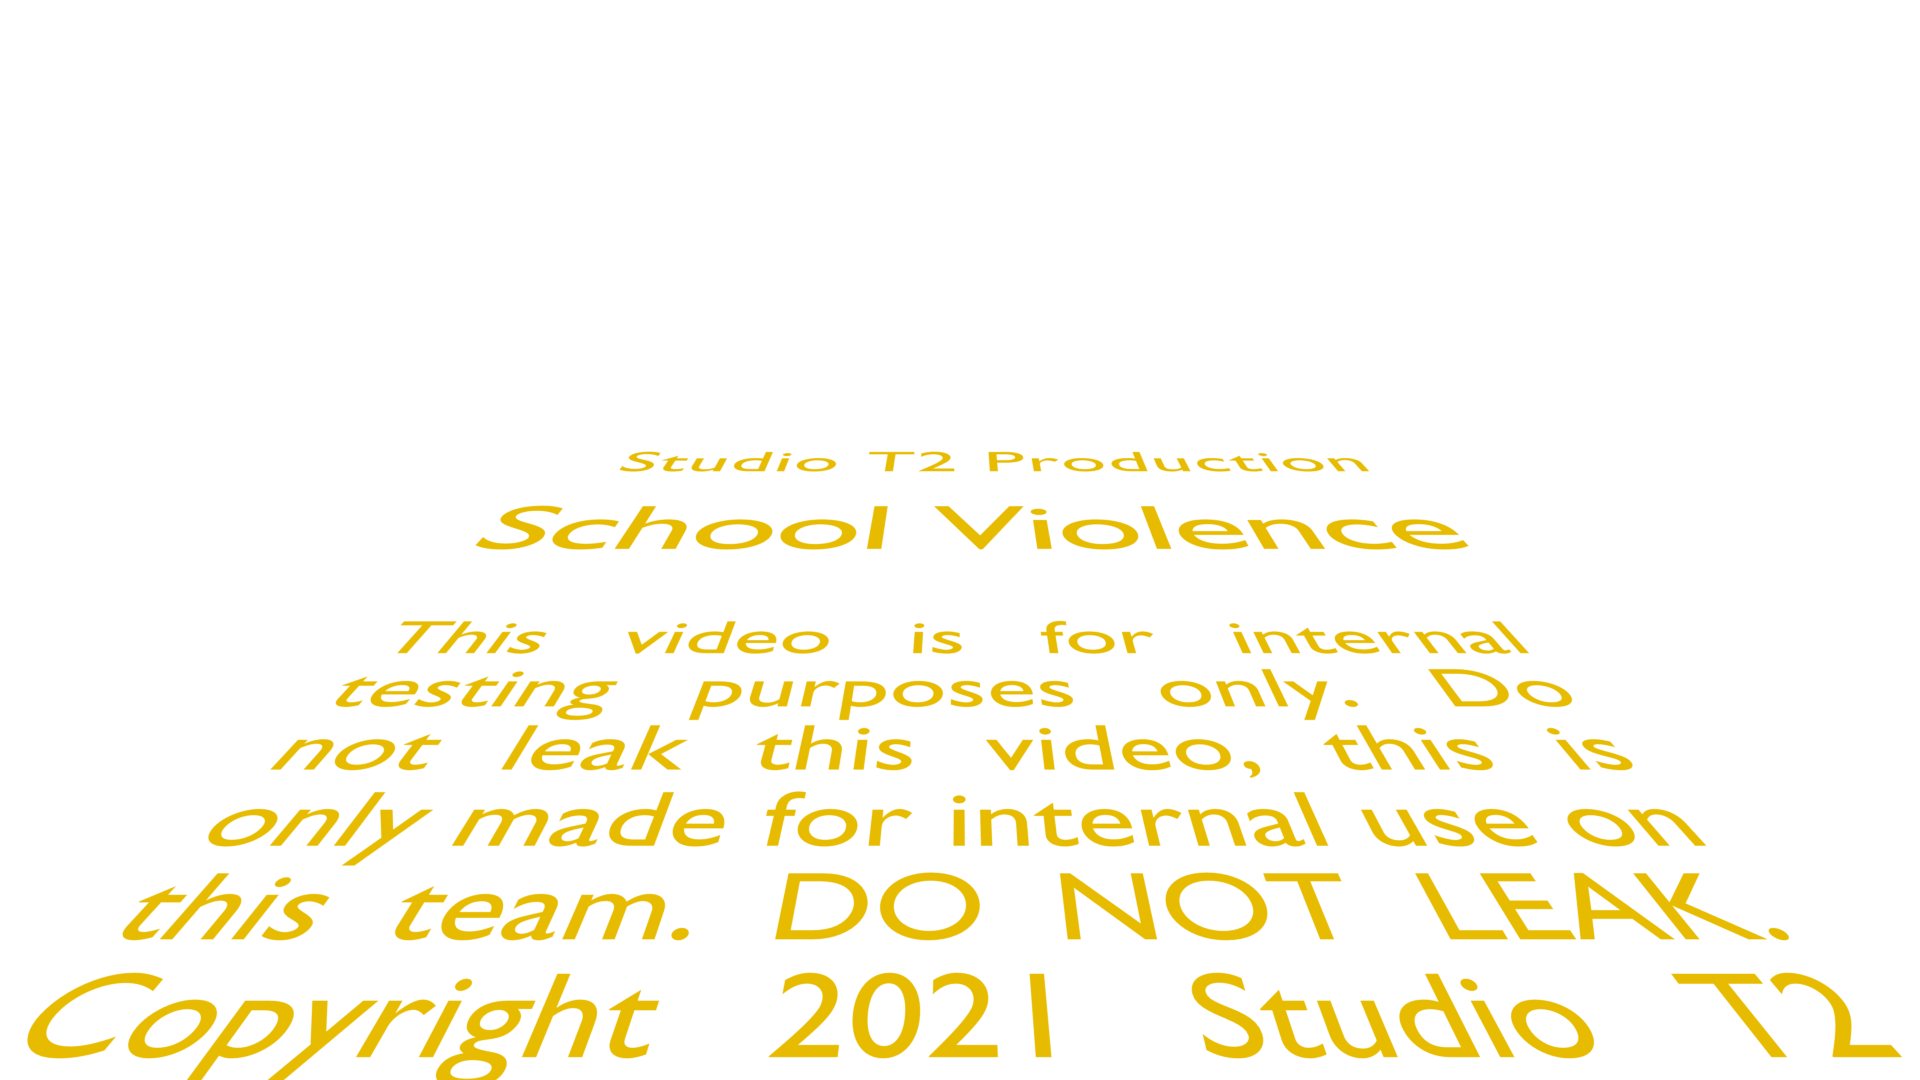 Studio T2 Production
School Violence
This video is for internal
testing purposes only. Do
not leak this video, this is
only made for internal use on
this team. DO NOT LEAK.
Copyright 2021 Studio T2